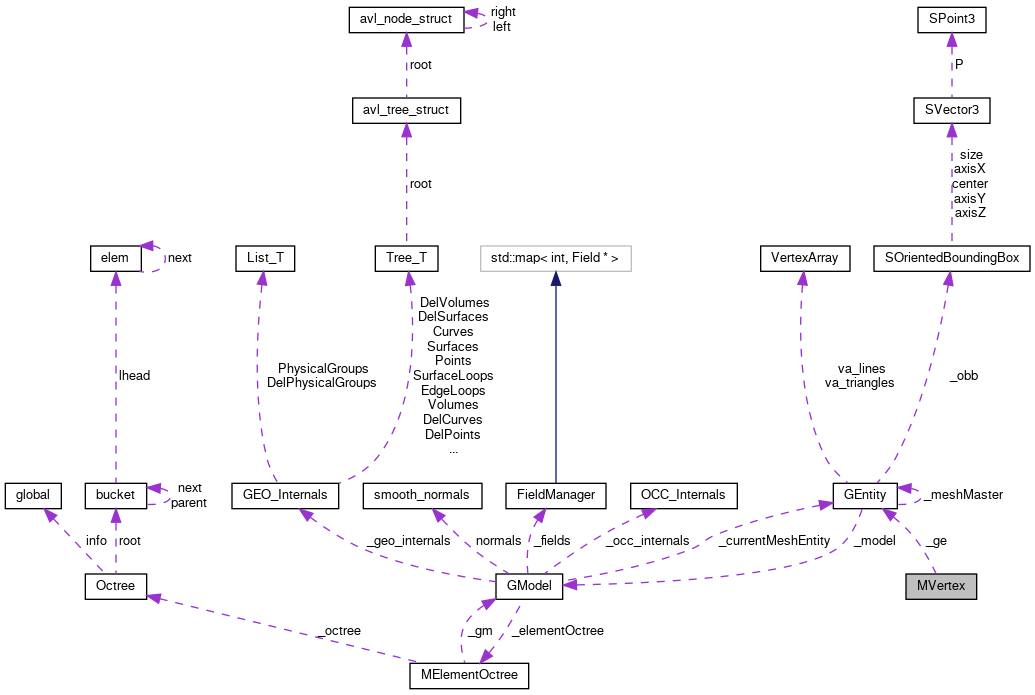 avl_node_struct
right
left
SPoint3
root
P
avl_tree_struct
SVector3
root
size
axisX
center
axisY
axisZ
elem
next
List_T
Tree_T
std::map< int, Field * >
VertexArray
SOrientedBoundingBox
lhead
PhysicalGroups
DelPhysicalGroups
DelVolumes
DelSurfaces
Curves
Surfaces
Points
SurfaceLoops
EdgeLoops
Volumes
DelCurves
DelPoints
...
va_lines
va_triangles
_obb
global
bucket
next
parent
GEO_Internals
smooth_normals
FieldManager
OCC_Internals
GEntity
_meshMaster
info
root
_geo_internals
normals
_fields
_occ_internals
_currentMeshEntity
_model
_ge
Octree
GModel
MVertex
_octree
_gm
_elementOctree
MElementOctree